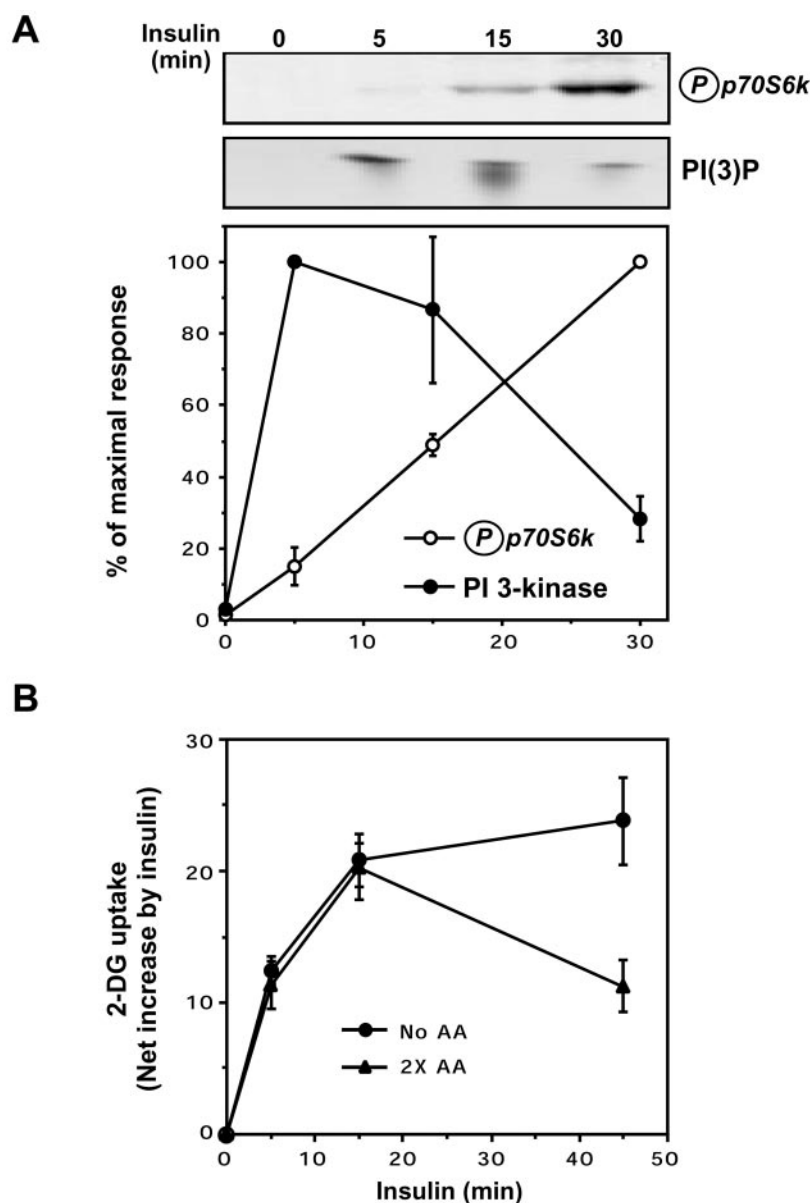 A
Insulin (min) 0 5 15 30
P p70S6k
PI(3)P
% of maximal response
100
80
60
40
20
0
P p70S6k
PI 3-kinase
0 10 20 30
B
2-DG uptake
(Net increase by insulin)
30
20
10
0
No AA
2X AA
0 10 20 30 40 50
Insulin (min)